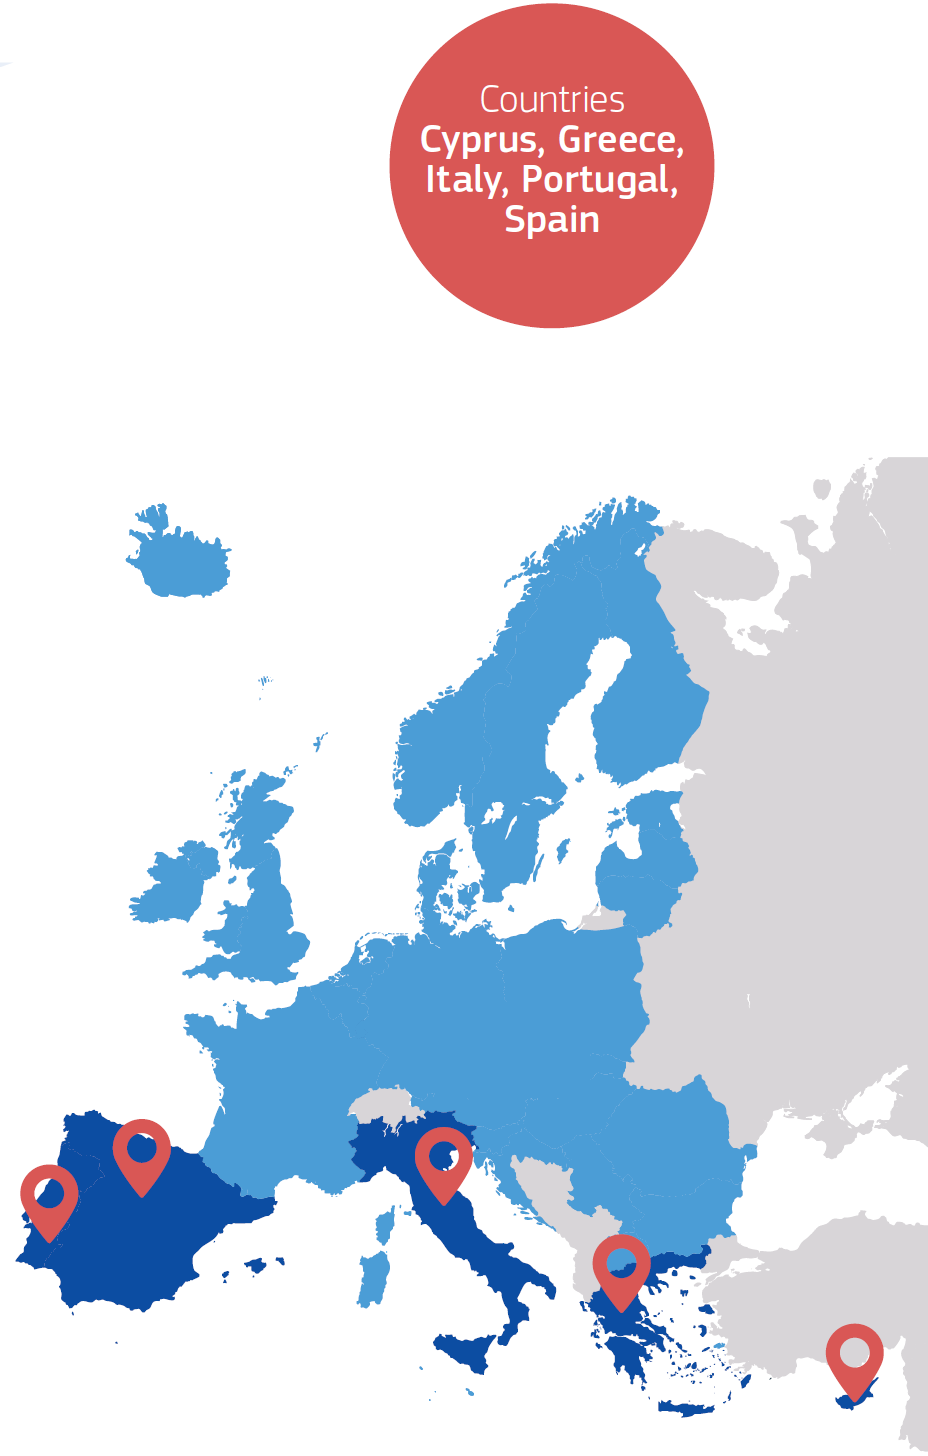 Countries
Cyprus, Greece,
Italy, Portugal,
Spain